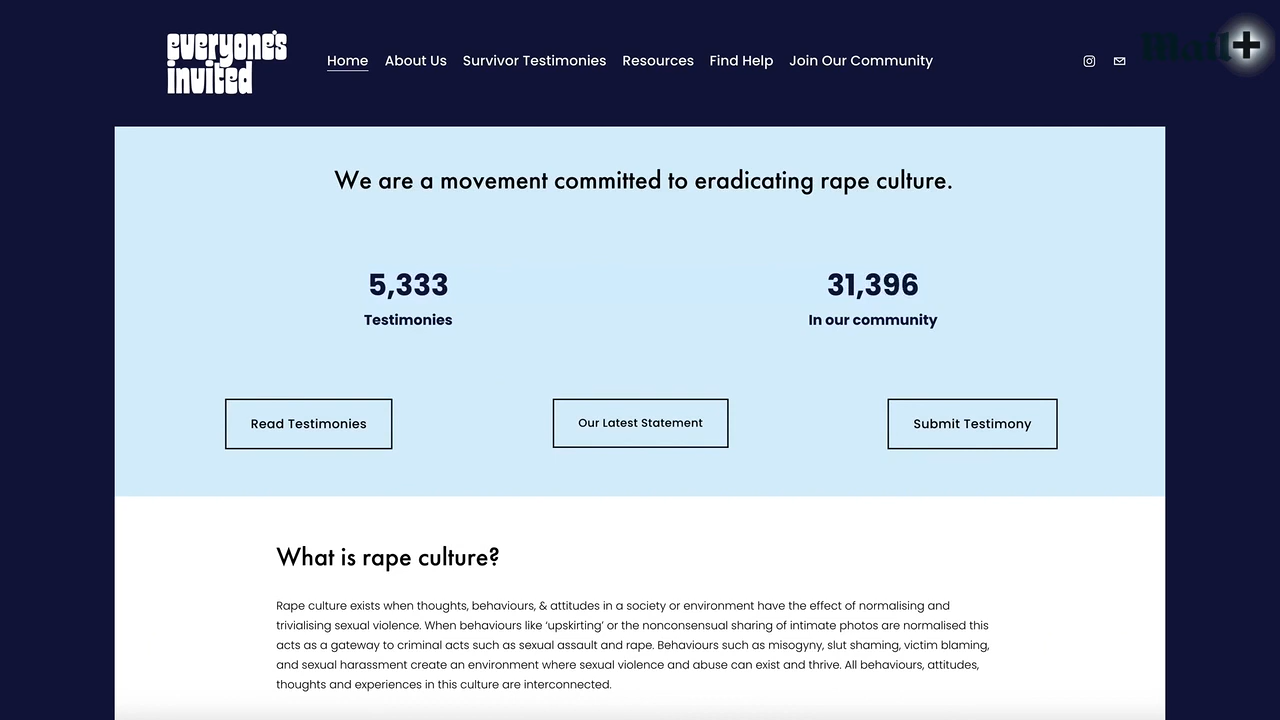 everyone's
invited
Home About Us Survivor Testimonies Resources Find Help Join Our Community
Mail+
We are a movement committed to eradicating rape culture.
5,333 31,396
Testimonies In our community
Read Testimonies Our Latest Statement Submit Testimony
What is rape culture?
Rape culture exists when thoughts, behaviours, & attitudes in a society or environment have the effect of normalising and
trivialising sexual violence. When behaviours like ‘upskirting’ or the nonconsensual sharing of intimate photos are normalised this
acts as a gateway to criminal acts such as sexual assault and rape. Behaviours such as misogyny, slut shaming, victim blaming,
and sexual harassment create an environment where sexual violence and abuse can exist and thrive. All behaviours, attitudes,
thoughts and experiences in this culture are interconnected.